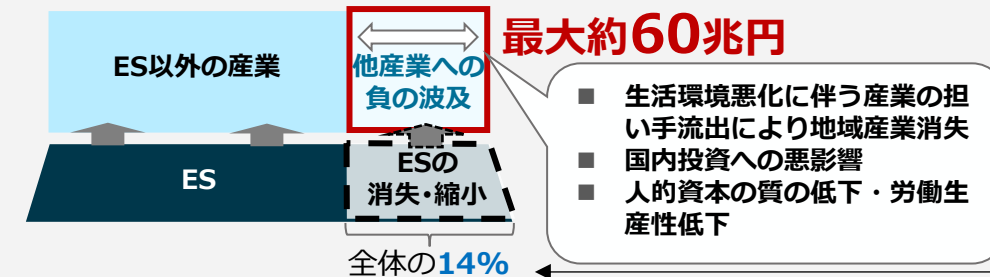 最大約60兆円
ES以外の産業
他産業への
負の波及
■ 生活環境悪化に伴う産業の担
い手流出により地域産業消失
■ 国内投資への悪影響
■ 人的資本の質の低下・労働生
産性低下
ES
ESの
消失・縮小
全体の14%